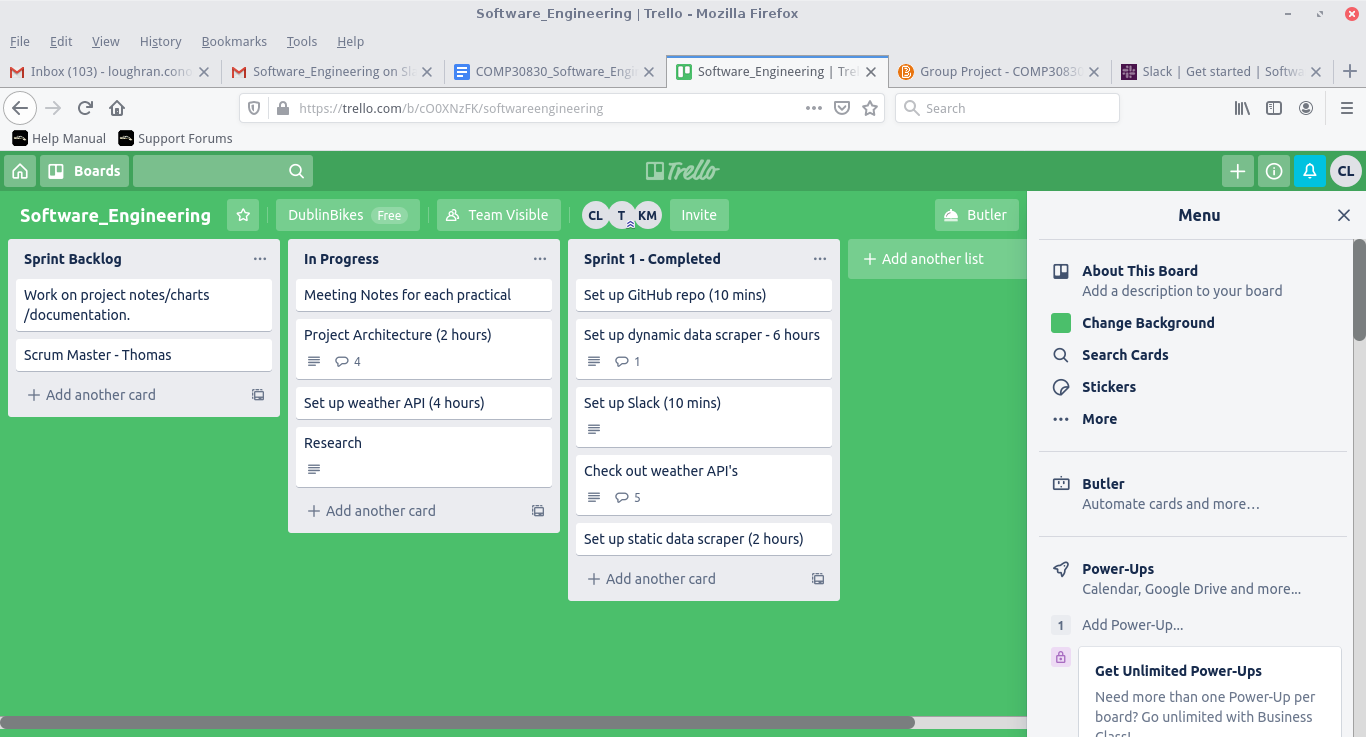 Software_Engineering | Trello - Mozilla Firefox
File Edit View History Bookmarks Tools Help
Inbox (103) - loughran.cono
Software_Engineering on Sla
COMP30830_Software_Engi
Software_Engineering | Trel
Group Project - COMP30830
Slack | Get started | Softwa
https://trello.com/b/cO0XNzFK/softwareengineering
Search
Help Manual Support Forums
Boards
Trello
CL
Software_Engineering
DublinBikes Free
Team Visible
CL T KM
Invite
Butler
Sprint Backlog
Work on project notes/charts
/documentation.
Scrum Master - Thomas
+ Add another card
In Progress
Meeting Notes for each practical
Project Architecture (2 hours)
4
Set up weather API (4 hours)
Research
+ Add another card
Sprint 1 - Completed
Set up GitHub repo (10 mins)
Set up dynamic data scraper - 6 hours
1
Set up Slack (10 mins)
Check out weather API's
5
Set up static data scraper (2 hours)
+ Add another card
+ Add another list
Menu
About This Board
Add a description to your board
Change Background
Search Cards
Stickers
More
Butler
Automate cards and more…
Power-Ups
Calendar, Google Drive and more...
1 Add Power-Up...
Get Unlimited Power-Ups
Need more than one Power-Up per
board? Go unlimited with Business
Class!